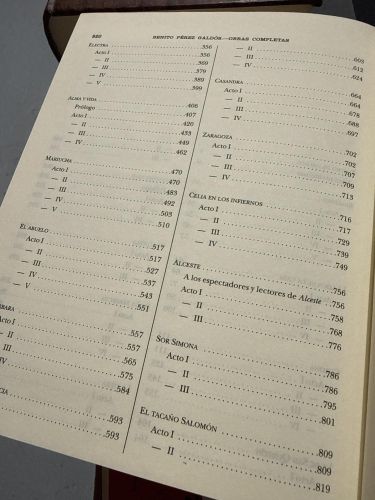 BENITO PÉREZ GALDÓS—OBRAS COMPLETAS
ELECTRA 356
Acto I 356
— II 369
— III 379
— IV 389
— V 399
ALMA Y VIDA 406
Prólogo 407
Acto I 420
— II 433
— III 449
— IV 462
MARIUCHA 470
Acto I 470
— II 483
— III 492
— IV 503
— V 510
EL ABUELO 517
Acto I 517
— II 527
— III 537
— IV 543
— V 551
BARA 557
Acto I 557
— II 565
III 575
IV 584
CIA 593
593
— II 603
— III 613
— IV 624
CASANDRA 664
Acto I 664
— II 678
— III 688
— IV 697
ZARAGOZA 702
Acto I 702
— II 707
— III 709
— IV 713
CELIA EN LOS INFIERNOS 716
Acto I 717
— II 729
— III 739
— IV 749
ALCESTE 756
A los espectadores y lectores de Alceste 756
Acto I 758
— II 768
— III 776
SOR SIMONA 786
Acto I 786
— II 795
— III 801
EL TACAÑO SALOMÓN 809
Acto I 809
— II 819